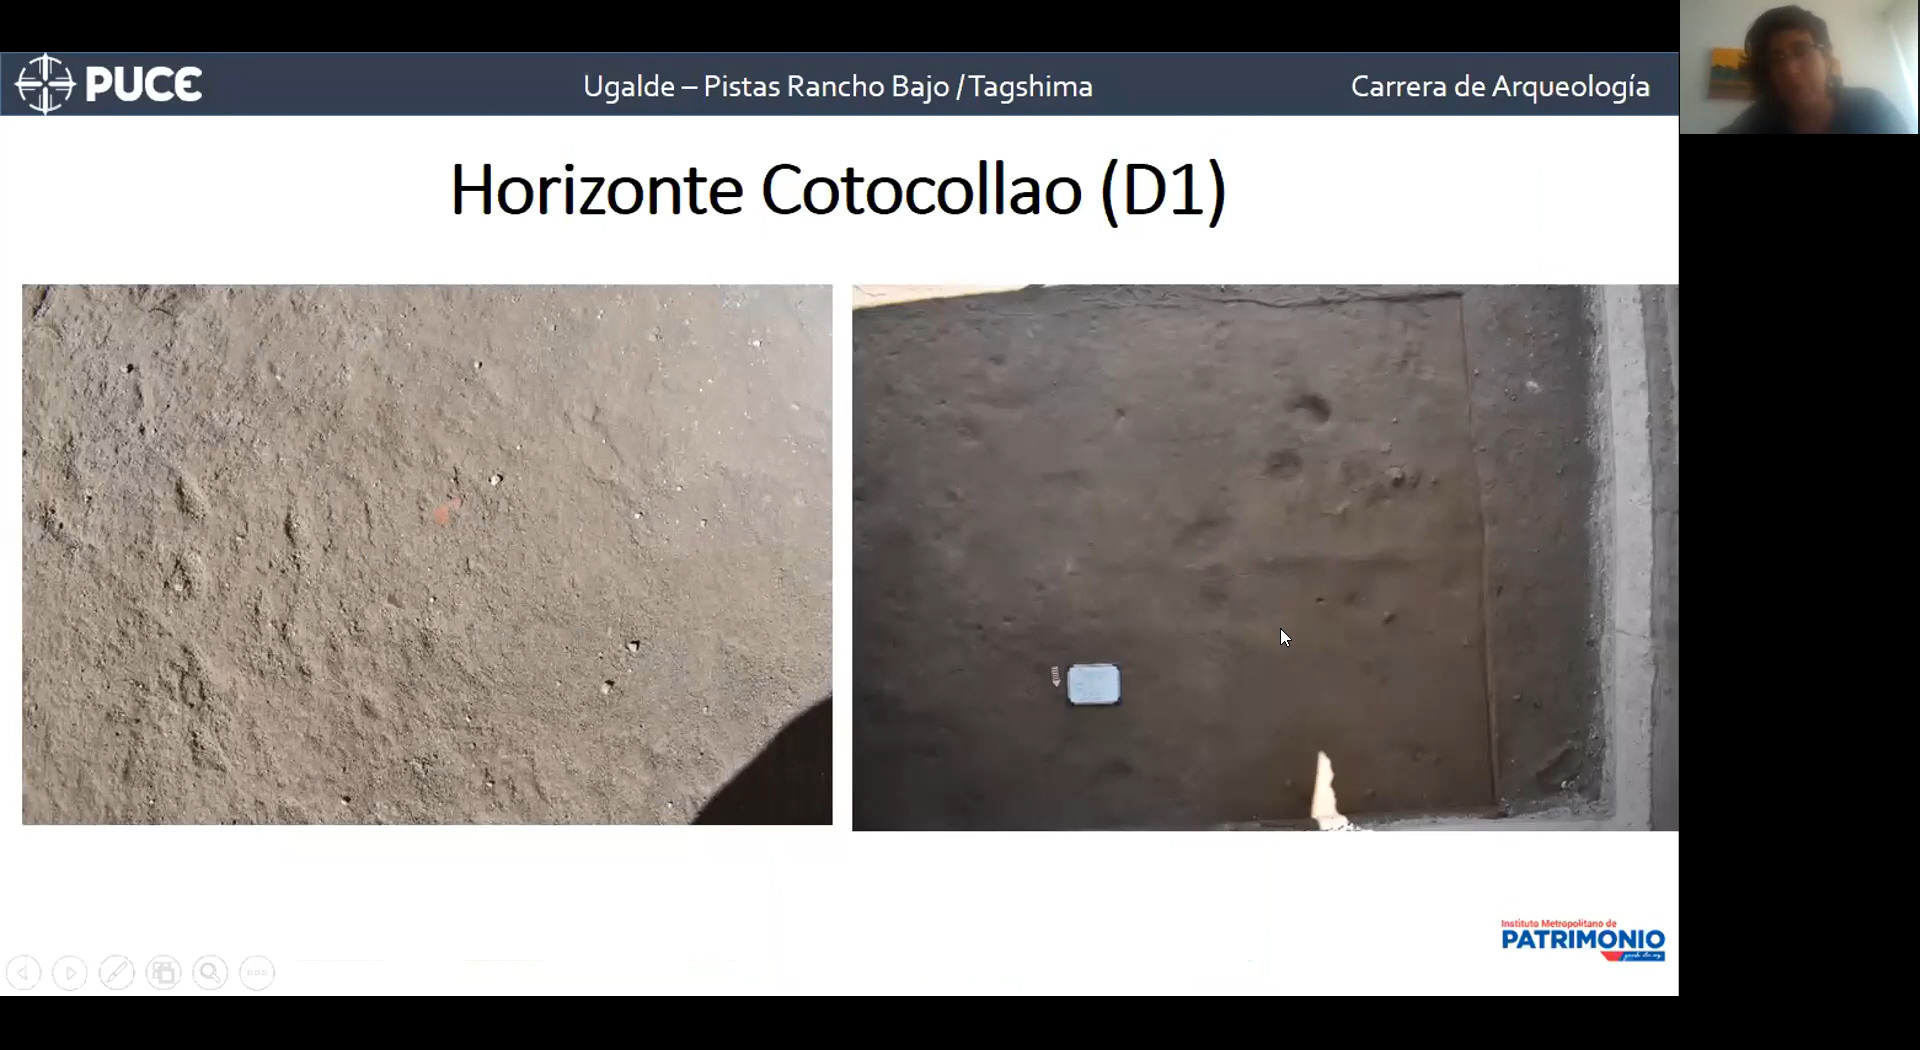 PUCE
Ugalde – Pistas Rancho Bajo / Tagshima
Carrera de Arqueología
Horizonte Cotocollao (D1)
Instituto Metropolitano de
PATRIMONIO